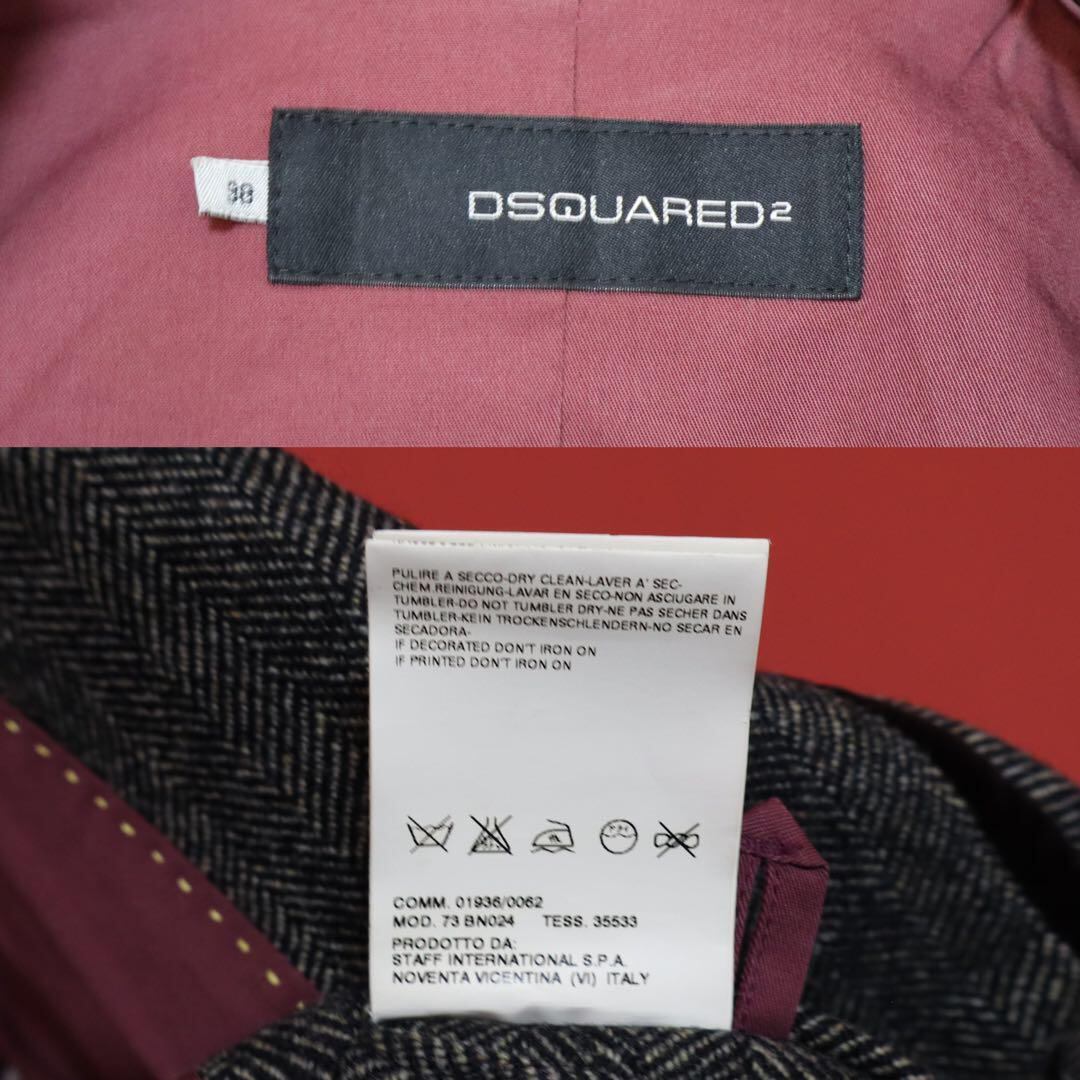 38
DSQUARED2
PULIRE A SECCO-DRY CLEAN-LAVER A' SEC-
CHEM.REINIGUNG-LAVAR EN SECO-NON ASCIUGARE IN
TUMBLER-DO NOT TUMBLER DRY-NE PAS SECHER DANS
TUMBLER-KEIN TROCKENSCHLENDERN-NO SECAR EN
SECADORA-
IF DECORATED DON'T IRON ON
IF PRINTED DON'T IRON ON
COMM. 01936/0062
MOD. 73 BN024 TESS. 35533
PRODOTTO DA:
STAFF INTERNATIONAL S.P.A.
NOVENTA VICENTINA (VI) ITALY